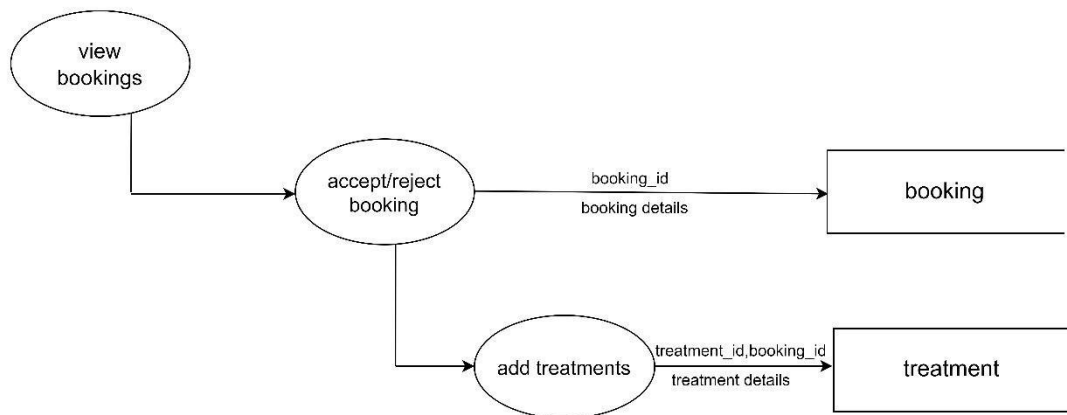 view
bookings
accept/reject
booking
booking_id
booking details
booking
add treatments
treatment_id,booking_id
treatment details
treatment